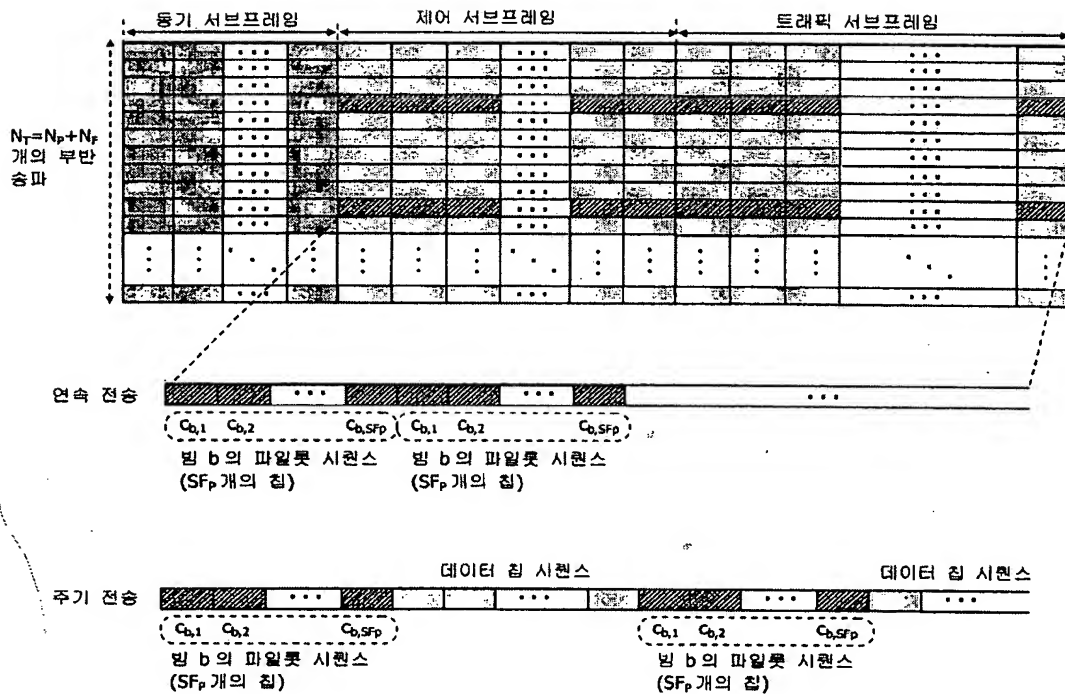 동기 서브프레임 제어 서브프레임 트래픽 서브프레임
N_T=N_P+N_F
개의 부반
송파
연속 전송
C_b,1 C_b,2 C_b,SFp C_b,1 C_b,2 C_b,SFp
빔 b의 파일롯 시퀀스 빔 b의 파일롯 시퀀스
(SF_P 개의 칩) (SF_P 개의 칩)
데이터 칩 시퀀스 데이터 칩 시퀀스
주기 전송
C_b,1 C_b,2 C_b,SFp C_b,1 C_b,2 C_b,SFp
빔 b의 파일롯 시퀀스 빔 b의 파일롯 시퀀스
(SF_P 개의 칩) (SF_P 개의 칩)